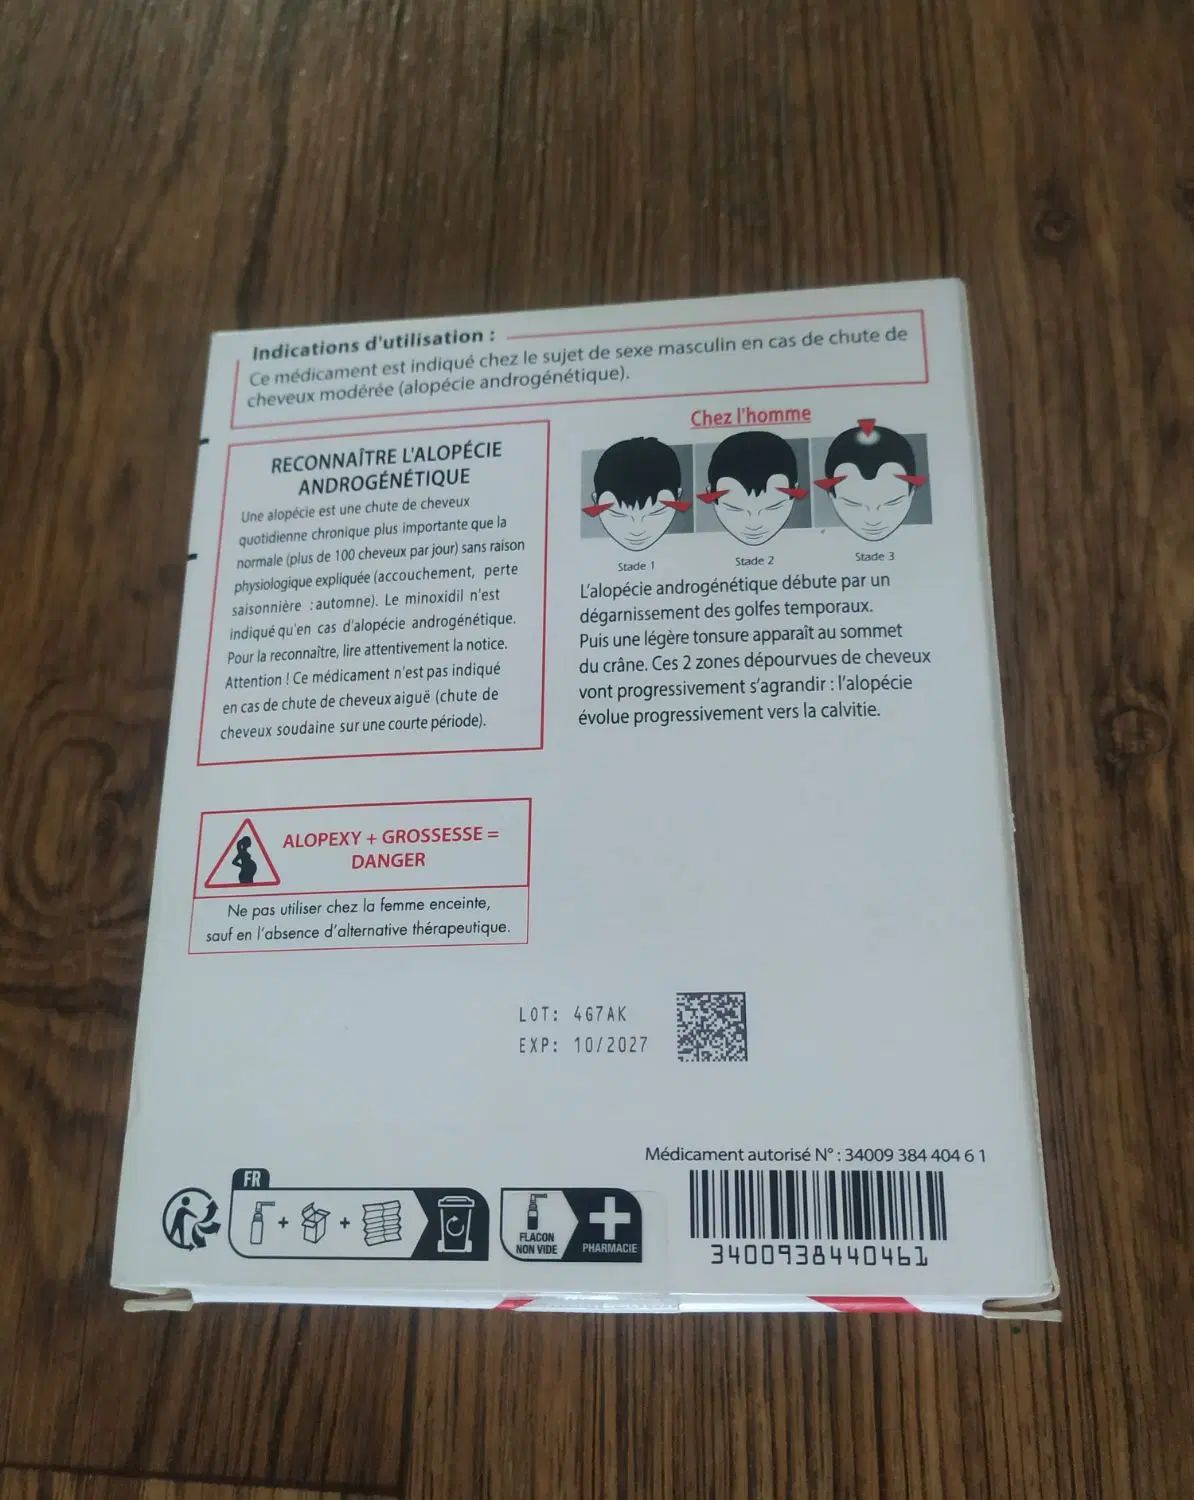 Indications d'utilisation :
Ce médicament est indiqué chez le sujet de sexe masculin en cas de chute de
cheveux modérée (alopécie androgénétique).
RECONNAÎTRE L'ALOPÉCIE
ANDROGÉNÉTIQUE
Une alopécie est une chute de cheveux
quotidienne chronique plus importante que la
normale (plus de 100 cheveux par jour) sans raison
physiologique expliquée (accouchement, perte
saisonnière : automne). Le minoxidil n'est
indiqué qu'en cas d'alopécie androgénétique.
Pour la reconnaître, lire attentivement la notice.
Attention ! Ce médicament n'est pas indiqué
en cas de chute de cheveux aiguë (chute de
cheveux soudaine sur une courte période).
Chez l'homme
Stade 1
Stade 2
Stade 3
L'alopécie androgénétique débute par un
dégarnissement des golfes temporaux.
Puis une légère tonsure apparaît au sommet
du crâne. Ces 2 zones dépourvues de cheveux
vont progressivement s'agrandir : l'alopécie
évolue progressivement vers la calvitie.
ALOPEXY + GROSSESSE =
DANGER
Ne pas utiliser chez la femme enceinte,
sauf en l'absence d'alternative thérapeutique.
LOT: 4G7AK
EXP: 10/2027
Médicament autorisé N° : 34009 384 404 6 1
3400938440461
FR
FLACON
NON VIDE
PHARMACIE